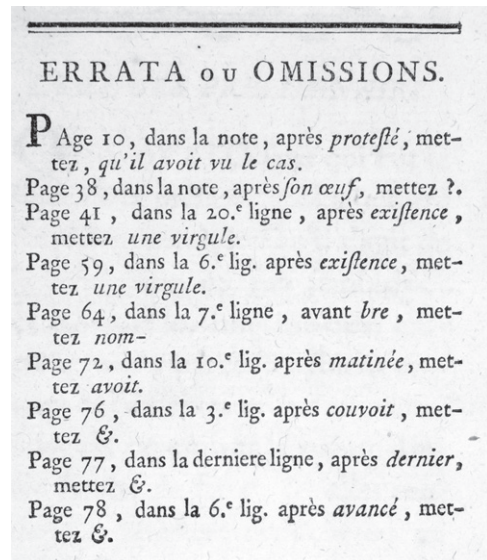 ERRATA ou OMISSIONS.
PAge 10, dans la note, après protesté, met-
tez, qu'il avoit vu le cas.
Page 38, dans la note, après son œuf, mettez ?.
Page 41, dans la 20.e ligne, après existence,
mettez une virgule.
Page 59, dans la 6.e lig. après existence, met-
tez une virgule.
Page 64, dans la 7.e ligne, avant bre, met-
tez nom-
Page 72, dans la 10.e lig. après matinée, met-
tez avoit.
Page 76, dans la 3.e lig. après couvoit, met-
tez &.
Page 77, dans la derniere ligne, après dernier,
mettez &.
Page 78, dans la 6.e lig. après avancé, met-
tez &.